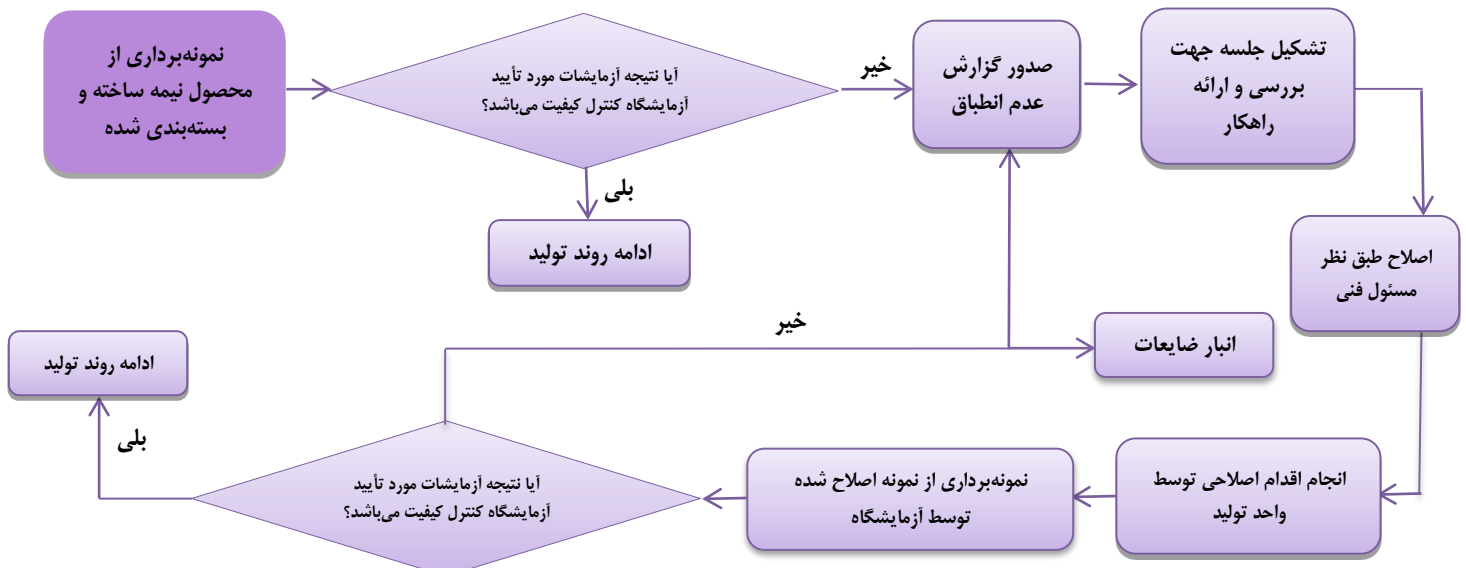 نمونه‌برداری از
محصول نیمه ساخته و
بسته‌بندی شده
آیا نتیجه آزمایشات مورد تأیید
آزمایشگاه کنترل کیفیت می‌باشد؟
خیر
بلی
ادامه روند تولید
صدور گزارش
عدم انطباق
تشکیل جلسه جهت
بررسی و ارائه
راهکار
اصلاح طبق نظر
مسئول فنی
انجام اقدام اصلاحی توسط
واحد تولید
نمونه‌برداری از نمونه اصلاح شده
توسط آزمایشگاه
آیا نتیجه آزمایشات مورد تأیید
آزمایشگاه کنترل کیفیت می‌باشد؟
خیر
انبار ضایعات
بلی
ادامه روند تولید